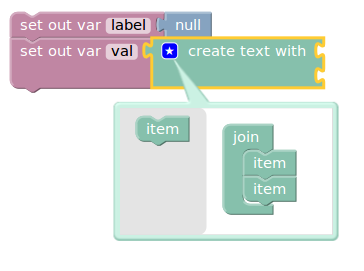 set out var label null
set out var val create text with
item
join
item
item